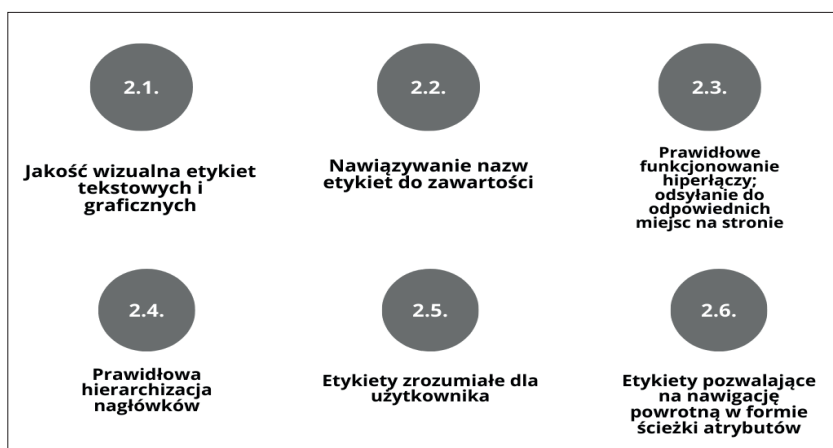 2.1.
Jakość wizualna etykiet
tekstowych i
graficznych
2.2.
Nawiązywanie nazw
etykiet do zawartości
2.3.
Prawidłowe
funkcjonowanie
hiperłączy;
odsyłanie do
odpowiednich
miejsc na stronie
2.4.
Prawidłowa
hierarchizacja
nagłówków
2.5.
Etykiety zrozumiałe dla
użytkownika
2.6.
Etykiety pozwalające
na nawigację
powrotną w formie
ścieżki atrybutów